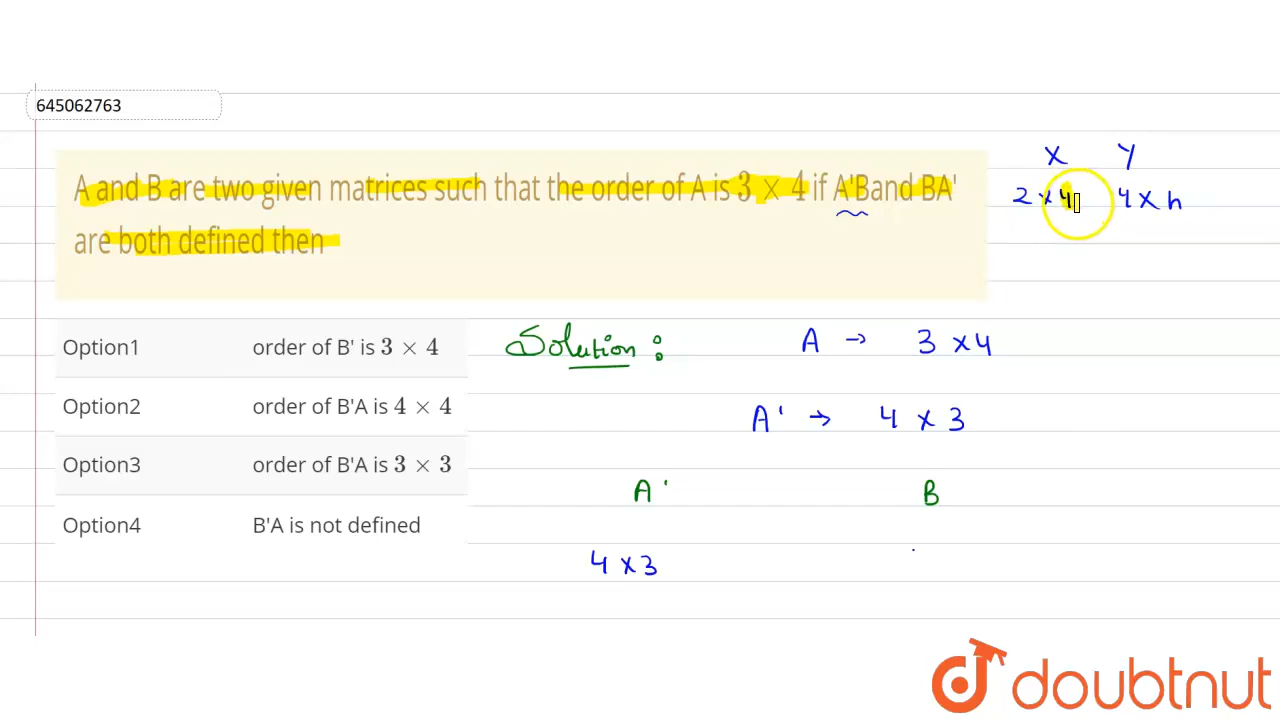 645062763
A and B are two given matrices such that the order of A is 3 × 4 if A'Band BA'
are both defined then
X Y
2 x 4 4 x n
Option1 order of B' is 3 × 4
Option2 order of B'A is 4 × 4
Option3 order of B'A is 3 × 3
Option4 B'A is not defined
Solution :
A → 3 x 4
A' → 4 x 3
A' B
4 x 3
doubtnut